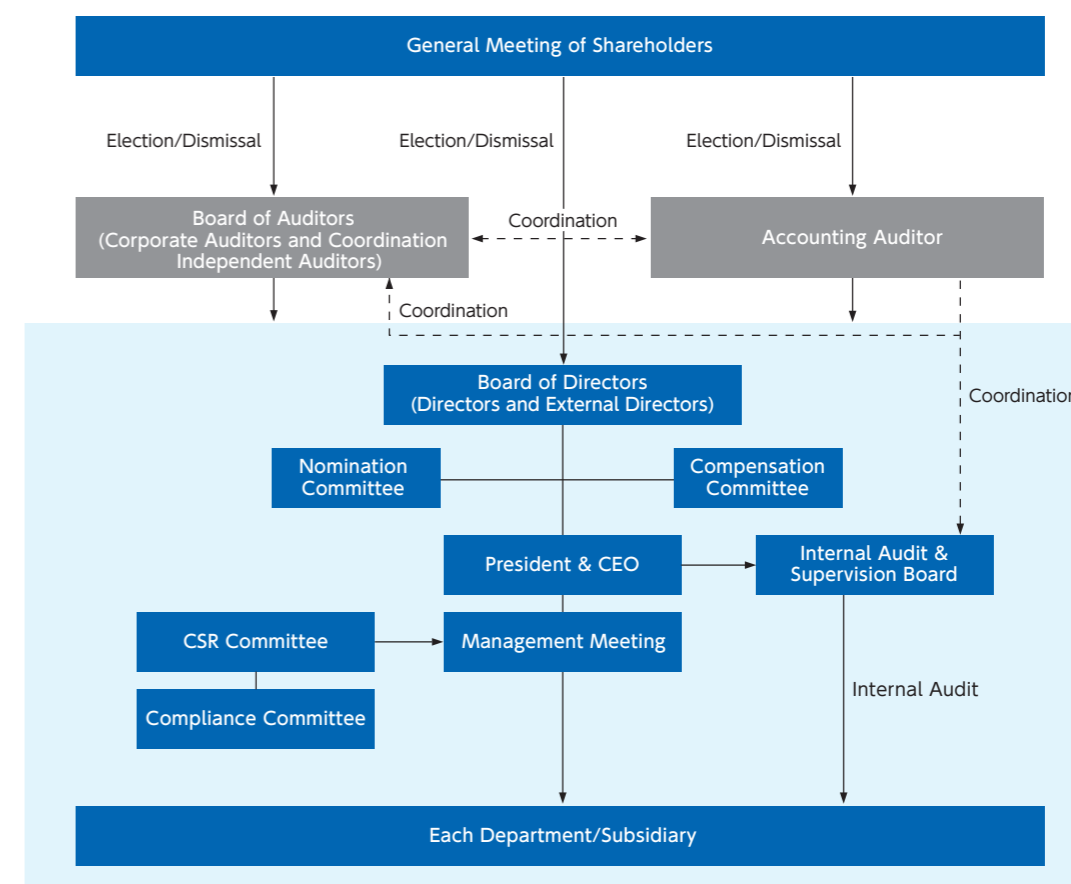 General Meeting of Shareholders
Election/Dismissal
Election/Dismissal
Election/Dismissal
Board of Auditors
(Corporate Auditors and Coordination
Independent Auditors)
Coordination
Accounting Auditor
Coordination
Board of Directors
(Directors and External Directors)
Coordination
Nomination
Committee
Compensation
Committee
President & CEO
Internal Audit &
Supervision Board
CSR Committee
Management Meeting
Compliance Committee
Internal Audit
Each Department/Subsidiary